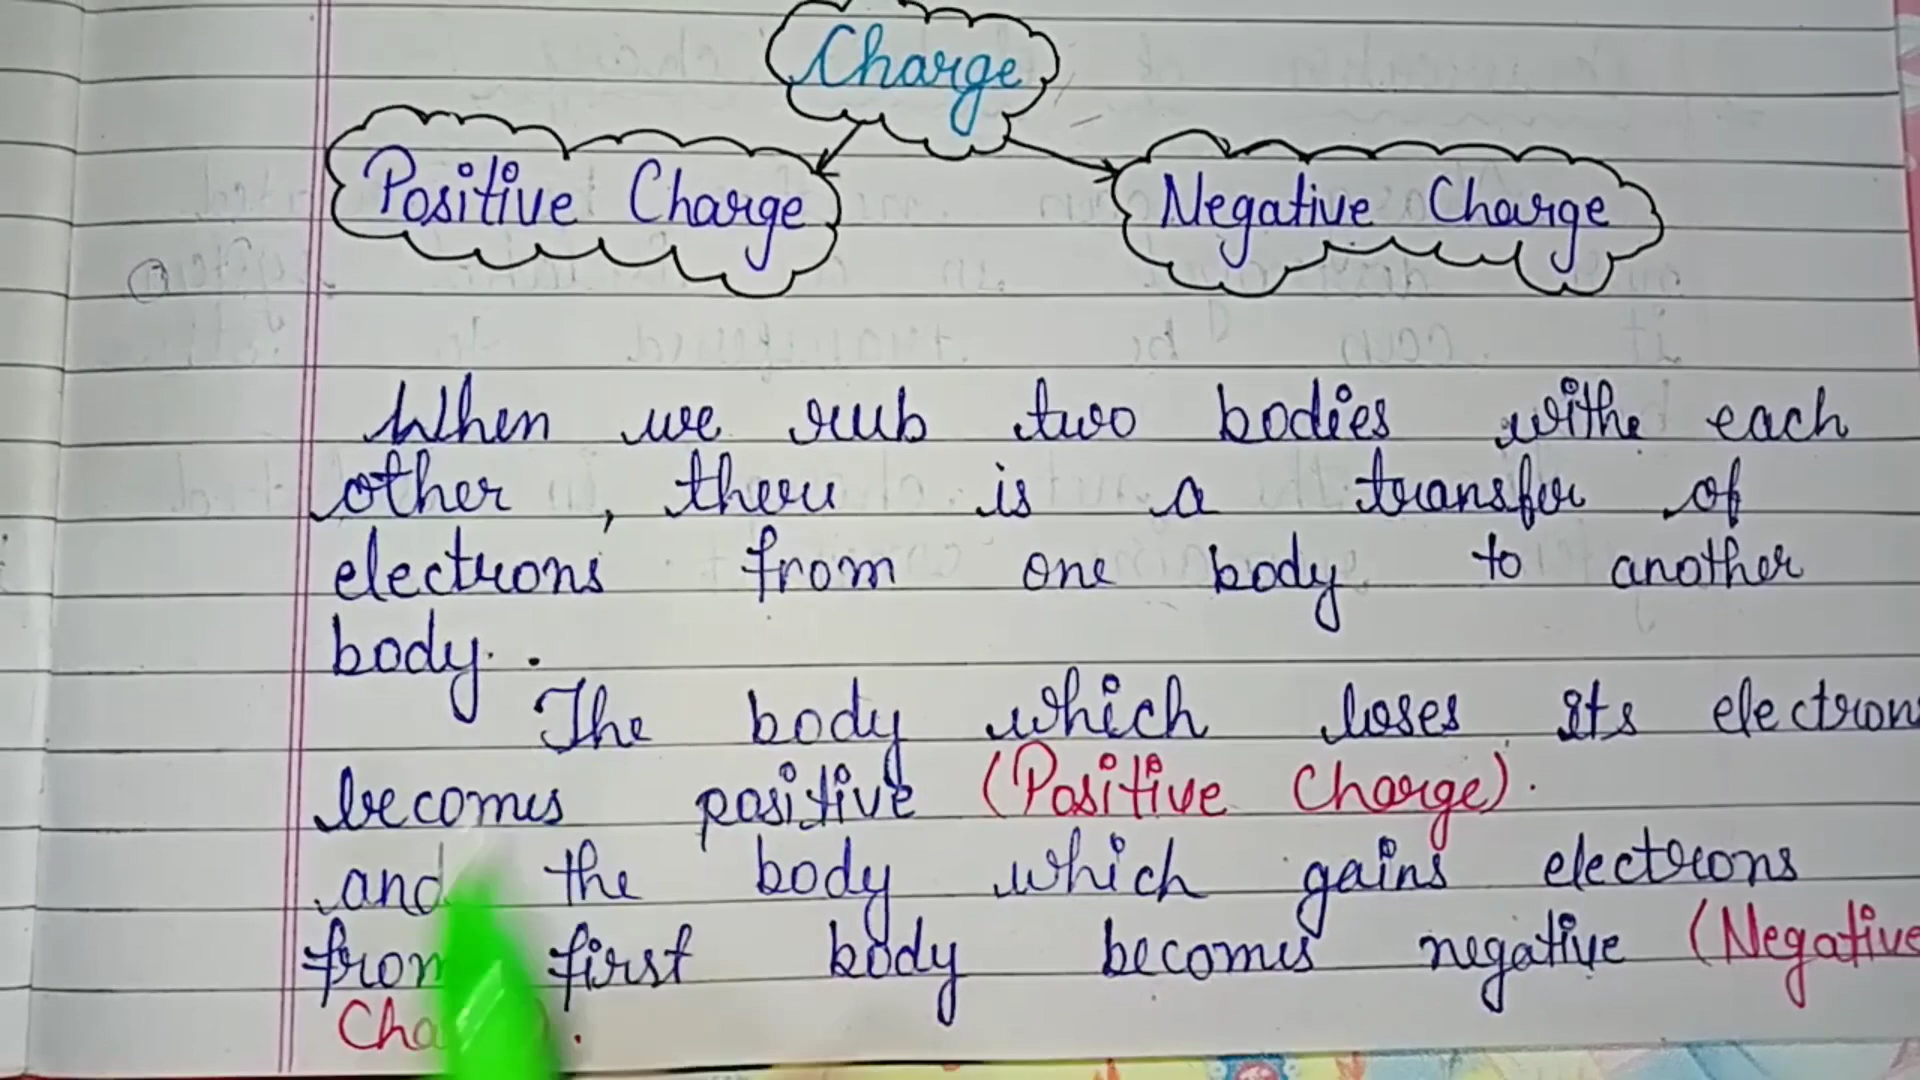 Charge
Positive Charge
Negative Charge
When we rub two bodies withe each
other, there is a transfer of
electrons from one body to another
body.
The body which loses its electron
becomes positive (Positive Charge).
and the body which gains electrons
from first body becomes negative (Negative